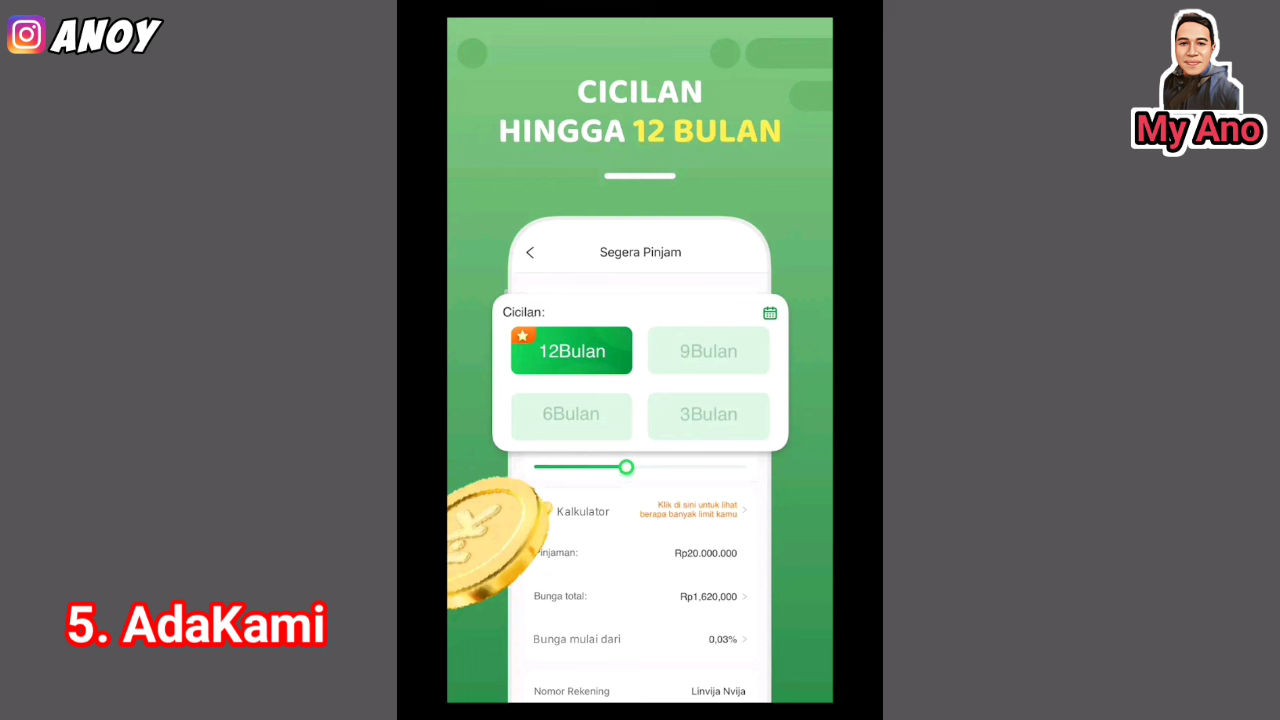 ANOY
My Ano
CICILAN
HINGGA 12 BULAN
Segera Pinjam
Cicilan:
12Bulan
9Bulan
6Bulan
3Bulan
Kalkulator
Klik di sini untuk lihat
berapa banyak limit kamu
Pinjaman:
Rp20.000.000
Bunga total:
Rp1,620,000
Bunga mulai dari
0,03%
Nomor Rekening
Linvija Nvija
5. AdaKami